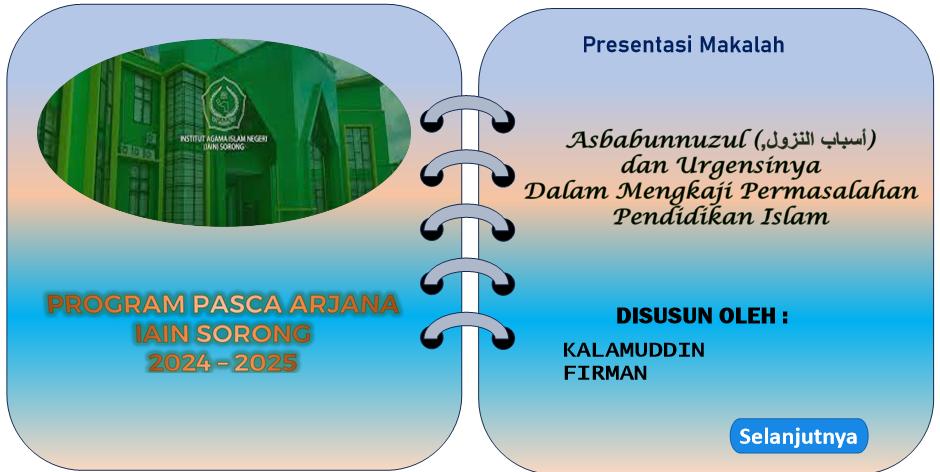 INSTITUT AGAMA ISLAM NEGERI
(IAIN) SORONG
PROGRAM PASCA ARJANA
IAIN SORONG
2024 – 2025
Presentasi Makalah
Asbabunnuzul (أسباب النزول,)
dan Urgensinya
Dalam Mengkaji Permasalahan
Pendidikan Islam
DISUSUN OLEH :
KALAMUDDIN
FIRMAN
Selanjutnya